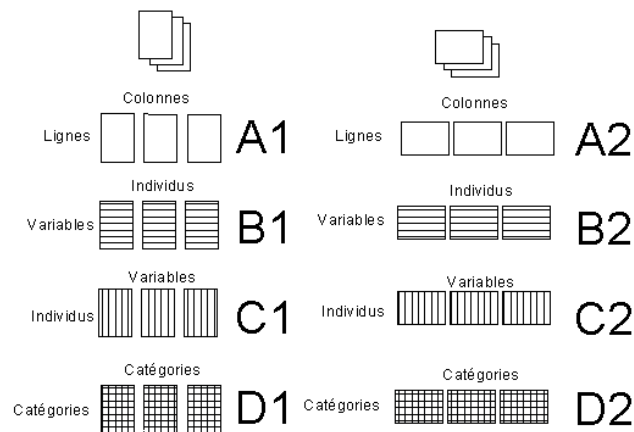 Colonnes
Lignes A1
Individus
Variables B1
Variables
Individus C1
Catégories
Catégories D1
Colonnes
Lignes A2
Individus
Variables B2
Variables
Individus C2
Catégories
Catégories D2